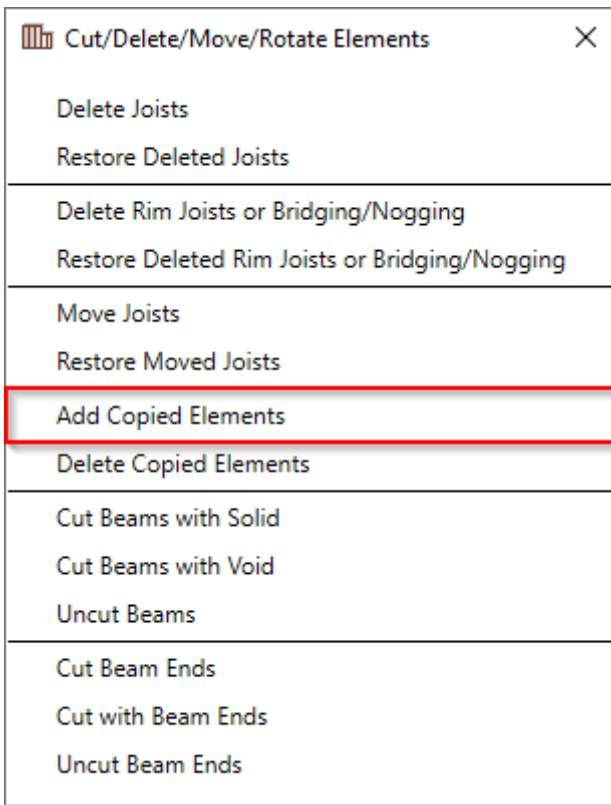 Cut/Delete/Move/Rotate Elements
Delete Joists
Restore Deleted Joists
Delete Rim Joists or Bridging/Nogging
Restore Deleted Rim Joists or Bridging/Nogging
Move Joists
Restore Moved Joists
Add Copied Elements
Delete Copied Elements
Cut Beams with Solid
Cut Beams with Void
Uncut Beams
Cut Beam Ends
Cut with Beam Ends
Uncut Beam Ends